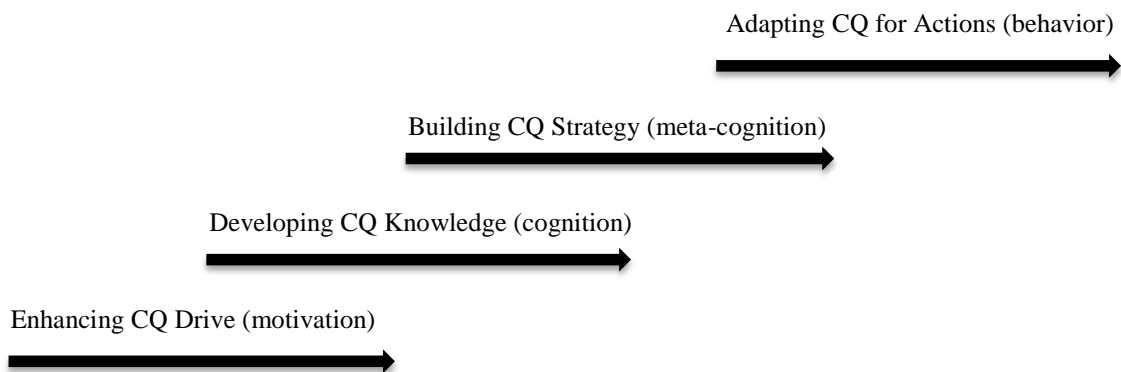 Adapting CQ for Actions (behavior)
Building CQ Strategy (meta-cognition)
Developing CQ Knowledge (cognition)
Enhancing CQ Drive (motivation)